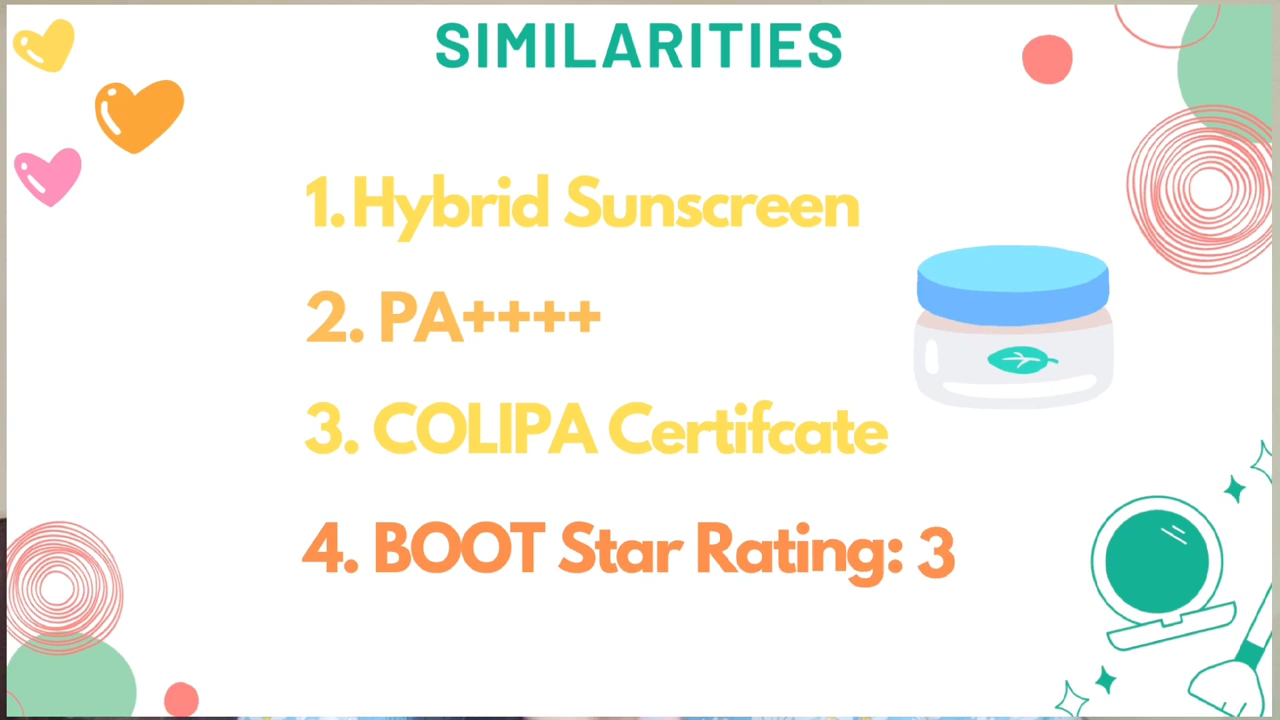 SIMILARITIES
1. Hybrid Sunscreen
2. PA++++
3. COLIPA Certifcate
4. BOOT Star Rating: 3